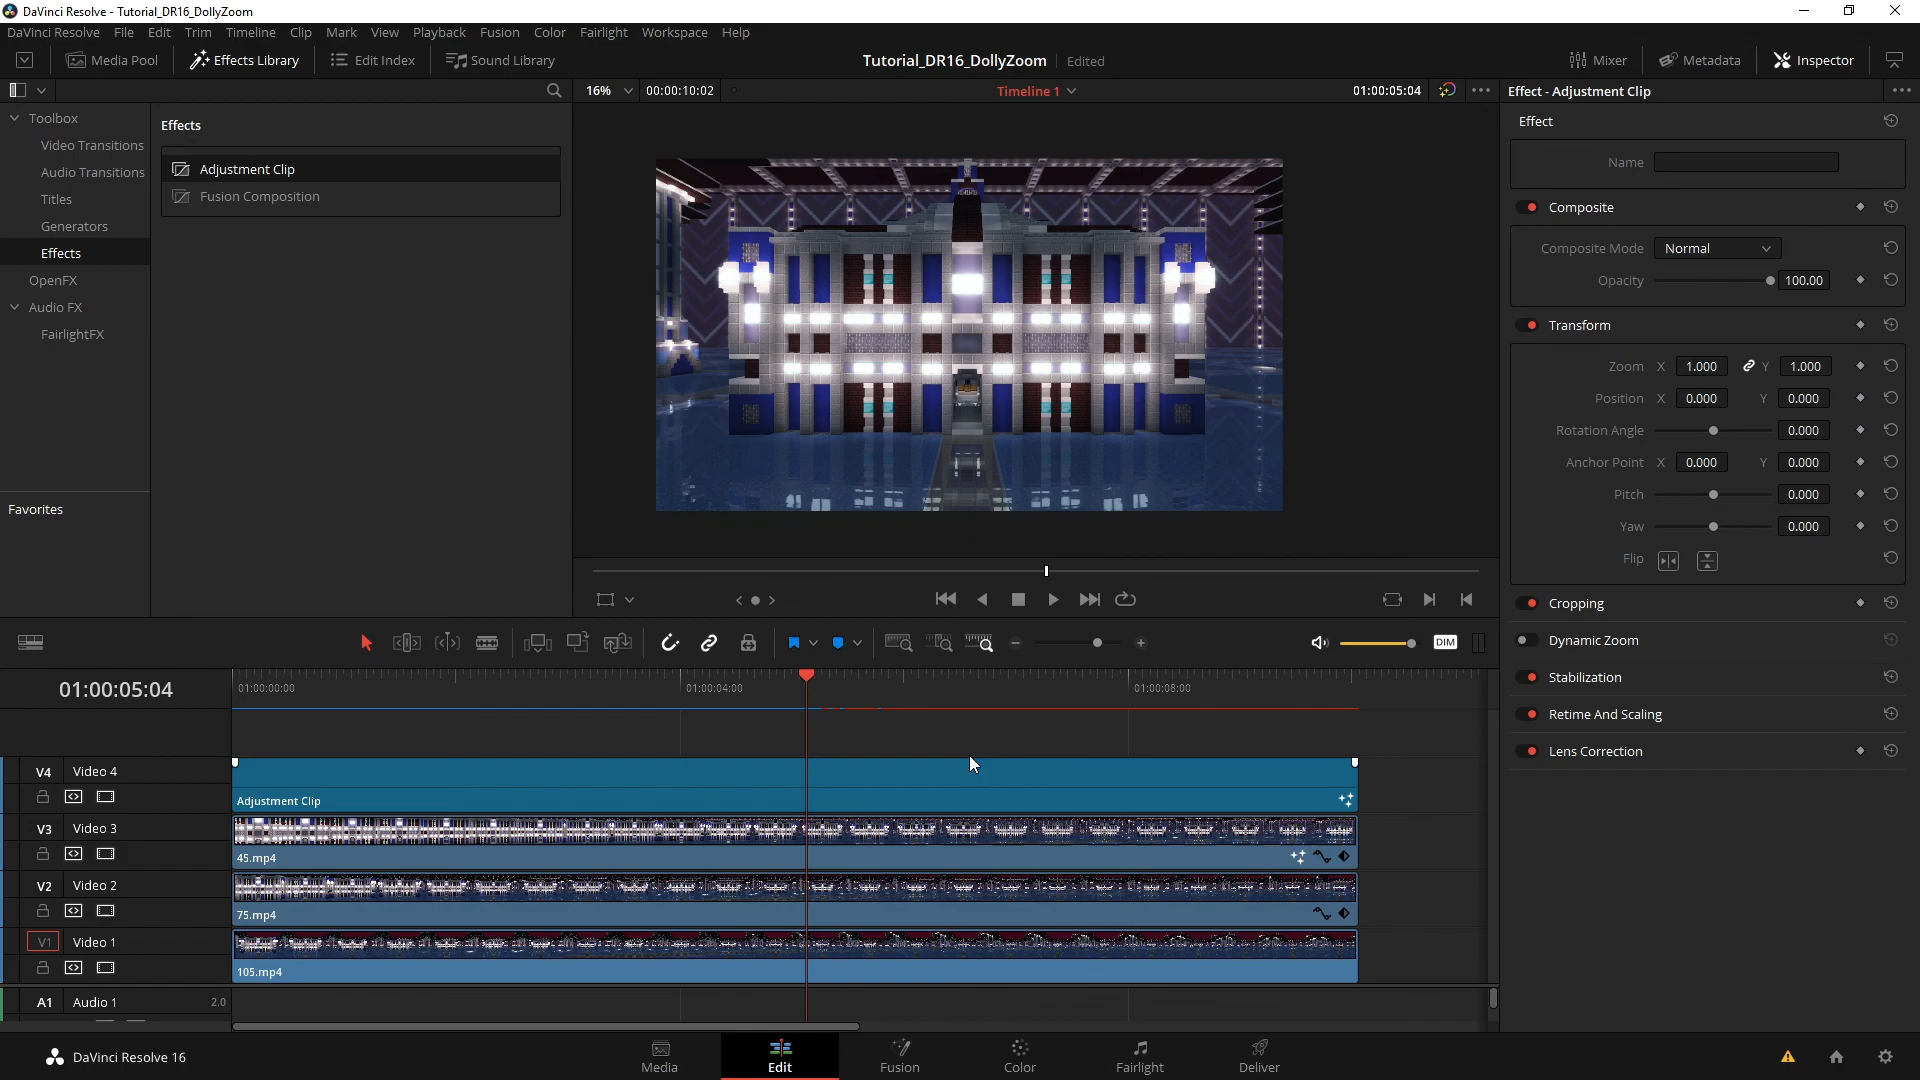 DaVinci Resolve - Tutorial_DR16_DollyZoom
DaVinci Resolve File Edit Trim Timeline Clip Mark View Playback Fusion Color Fairlight Workspace Help
Media Pool Effects Library Edit Index Sound Library Tutorial_DR16_DollyZoom Edited Mixer Metadata Inspector
16% 00:00:10:02 Timeline 1 01:00:05:04 Effect - Adjustment Clip
Toolbox
Video Transitions
Audio Transitions
Titles
Generators
Effects
OpenFX
Audio FX
FairlightFX
Favorites
Effects
Adjustment Clip
Fusion Composition
Effect
Name
Composite
Composite Mode Normal
Opacity 100.00
Transform
Zoom X 1.000 Y 1.000
Position X 0.000 Y 0.000
Rotation Angle 0.000
Anchor Point X 0.000 Y 0.000
Pitch 0.000
Yaw 0.000
Flip
Cropping
Dynamic Zoom
Stabilization
Retime And Scaling
Lens Correction
DIM
01:00:05:04 01:00:00:00 01:00:04:00 01:00:08:00
V4 Video 4
Adjustment Clip
V3 Video 3
45.mp4
V2 Video 2
75.mp4
V1 Video 1
105.mp4
A1 Audio 1 2.0
DaVinci Resolve 16
Media Edit Fusion Color Fairlight Deliver